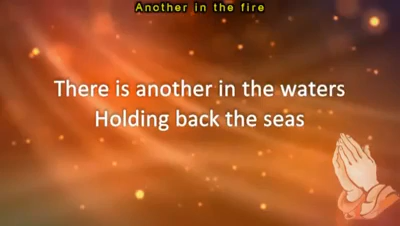 Another in the fire
There is another in the waters
Holding back the seas